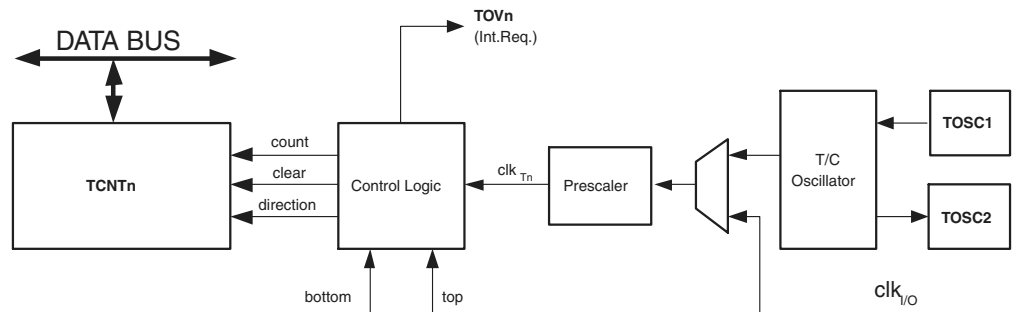 TOVn
(Int.Req.)
DATA BUS
TOSC1
count
TCNTn
clear
Control Logic
clk Tn
Prescaler
T/C
Oscillator
direction
TOSC2
bottom
top
clk I/O